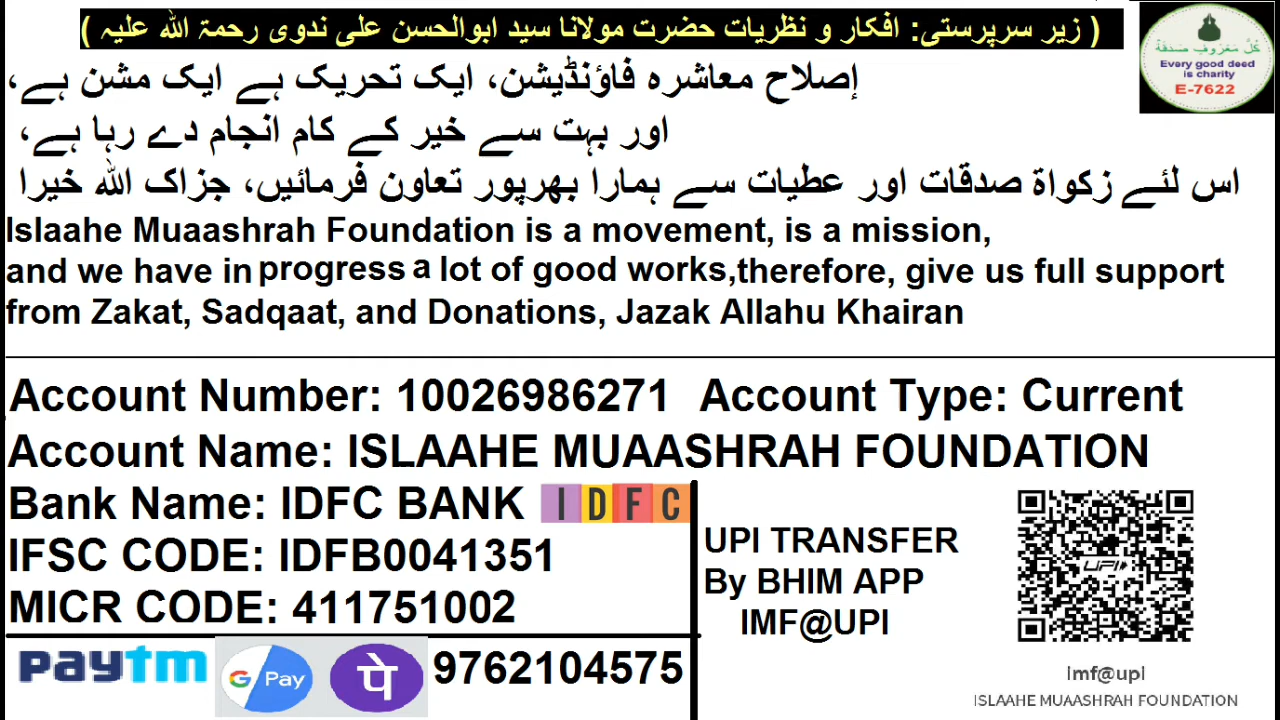 ( زیر سرپرستی: افکار و نظریات حضرت مولانا سید ابوالحسن علی ندوی رحمۃ اللہ علیہ )
كُلُّ مَعْرُوفٍ صَدَقَة
Every good deed
is charity
E-7622
إصلاح معاشرہ فاؤنڈیشن، ایک تحریک ہے ایک مشن ہے،
اور بہت سے خیر کے کام انجام دے رہا ہے،
اس لئے زکواۃ صدقات اور عطیات سے ہمارا بھرپور تعاون فرمائیں، جزاک اللہ خیرا
Islaahe Muaashrah Foundation is a movement, is a mission,
and we have in progress a lot of good works,therefore, give us full support
from Zakat, Sadqaat, and Donations, Jazak Allahu Khairan
Account Number: 10026986271 Account Type: Current
Account Name: ISLAAHE MUAASHRAH FOUNDATION
Bank Name: IDFC BANK IDFC
IFSC CODE: IDFB0041351
MICR CODE: 411751002
paytm G Pay पे 9762104575
UPI TRANSFER
By BHIM APP
IMF@UPI
UPI
imf@upi
ISLAAHE MUAASHRAH FOUNDATION